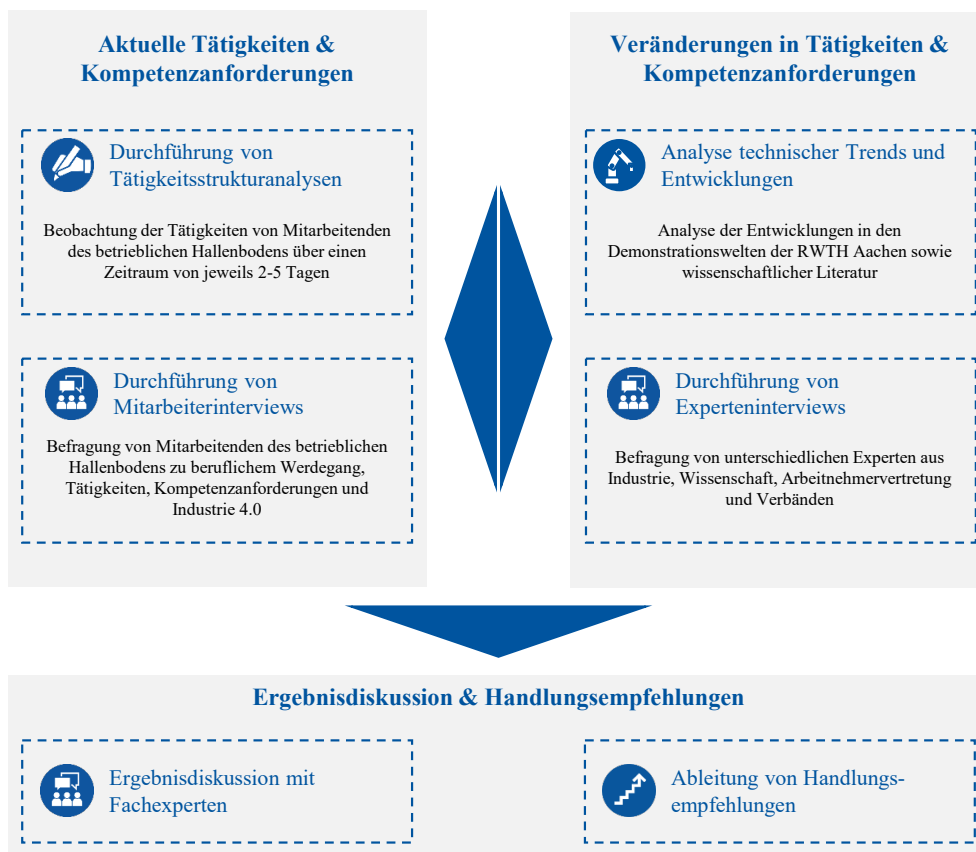 Aktuelle Tätigkeiten &
Kompetenzanforderungen
Durchführung von
Tätigkeitsstrukturanalysen
Beobachtung der Tätigkeiten von Mitarbeitenden
des betrieblichen Hallenbodens über einen
Zeitraum von jeweils 2-5 Tagen
Durchführung von
Mitarbeiterinterviews
Befragung von Mitarbeitenden des betrieblichen
Hallenbodens zu beruflichem Werdegang,
Tätigkeiten, Kompetenzanforderungen und
Industrie 4.0
Veränderungen in Tätigkeiten &
Kompetenzanforderungen
Analyse technischer Trends und
Entwicklungen
Analyse der Entwicklungen in den
Demonstrationswelten der RWTH Aachen sowie
wissenschaftlicher Literatur
Durchführung von
Experteninterviews
Befragung von unterschiedlichen Experten aus
Industrie, Wissenschaft, Arbeitnehmervertretung
und Verbänden
Ergebnisdiskussion & Handlungsempfehlungen
Ergebnisdiskussion mit
Fachexperten
Ableitung von Handlungs-
empfehlungen